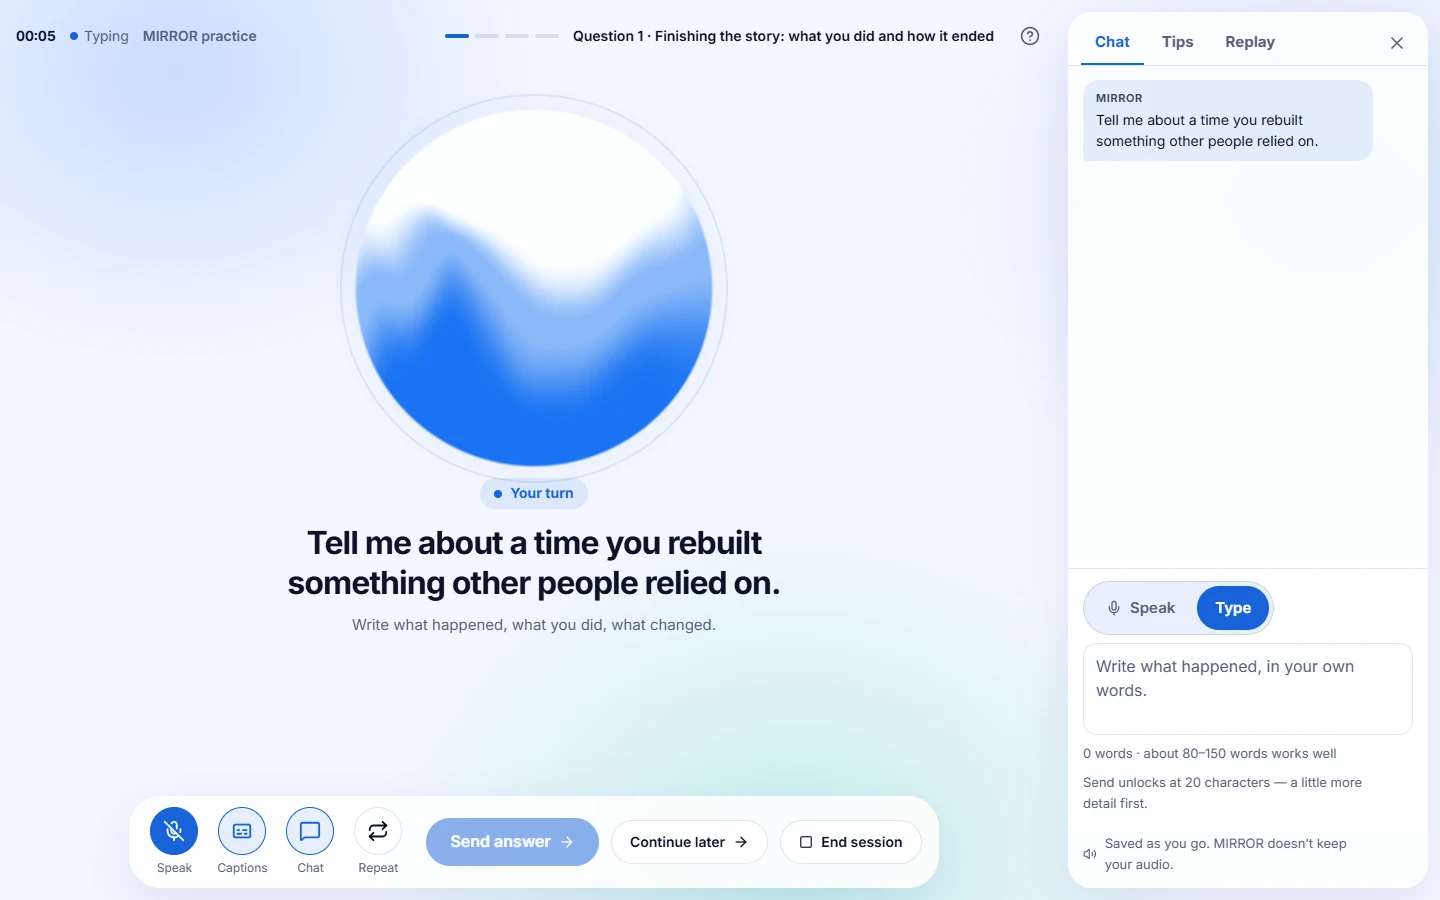 00:05
Typing
MIRROR practice
Question 1 · Finishing the story: what you did and how it ended
Your turn
Tell me about a time you rebuilt
something other people relied on.
Write what happened, what you did, what changed.
Speak
Captions
Chat
Repeat
Send answer
Continue later
End session
Chat
Tips
Replay
MIRROR
Tell me about a time you rebuilt
something other people relied on.
Speak
Type
Write what happened, in your own
words.
0 words · about 80–150 words works well
Send unlocks at 20 characters — a little more
detail first.
Saved as you go. MIRROR doesn’t keep
your audio.